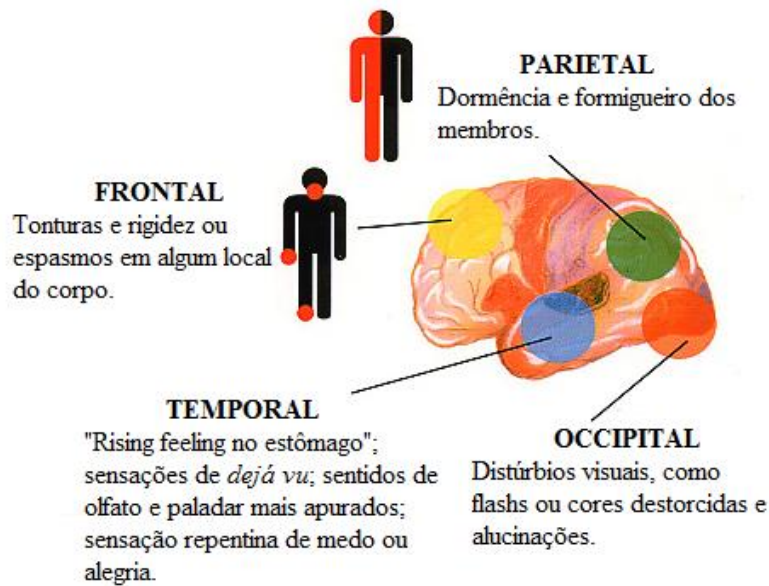 PARIETAL
Dormência e formigueiro dos
membros.
FRONTAL
Tonturas e rigidez ou
espasmos em algum local
do corpo.
TEMPORAL
"Rising feeling no estômago";
sensações de dejá vu; sentidos de
olfato e paladar mais apurados;
sensação repentina de medo ou
alegria.
OCCIPITAL
Distúrbios visuais, como
flashs ou cores destorcidas e
alucinações.